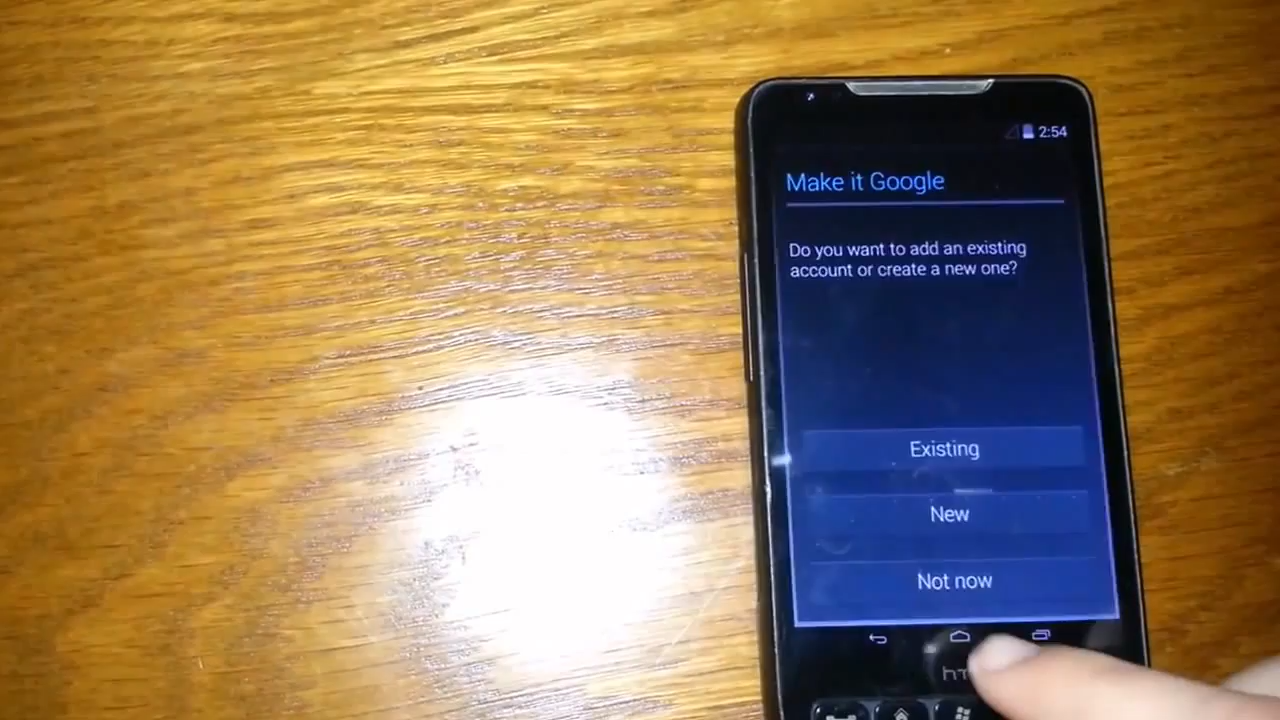 2:54
Make it Google
Do you want to add an existing
account or create a new one?
Existing
New
Not now